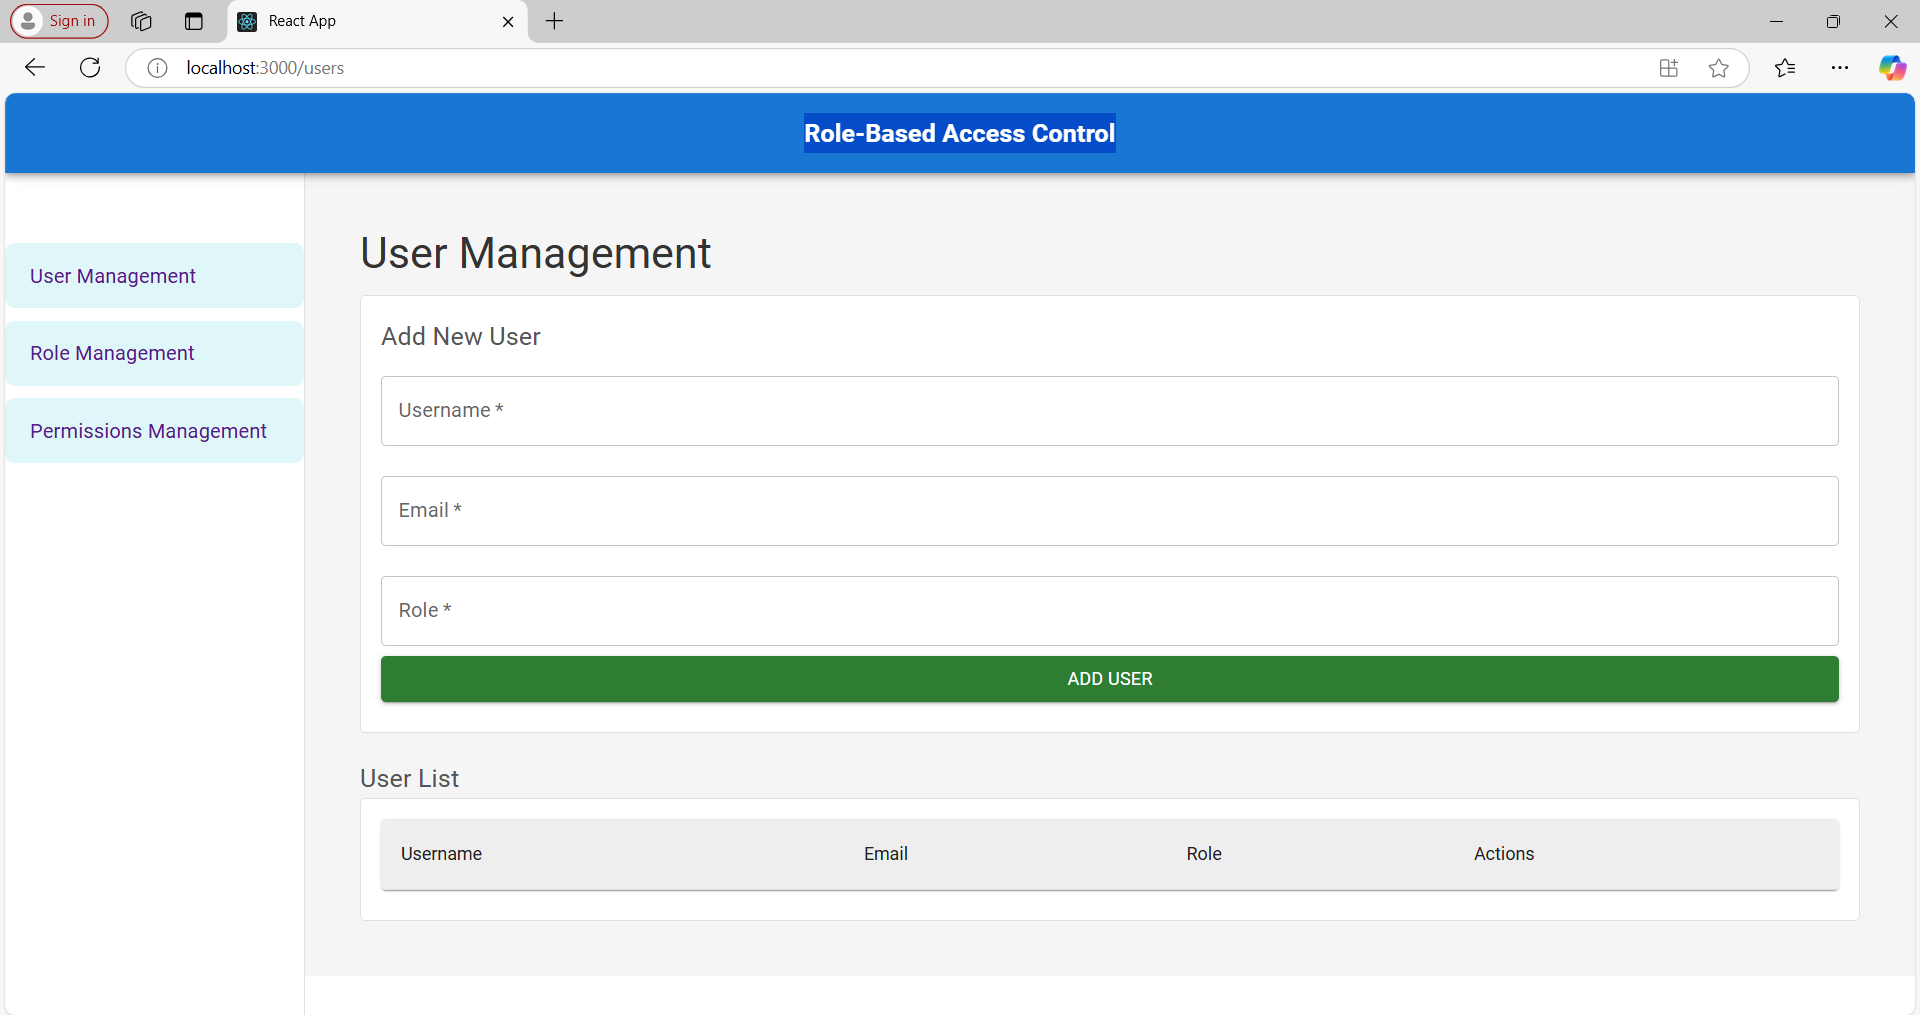 Sign in
React App
localhost:3000/users
Role-Based Access Control
User Management
Role Management
Permissions Management
User Management
Add New User
Username *
Email *
Role *
ADD USER
User List
Username Email Role Actions